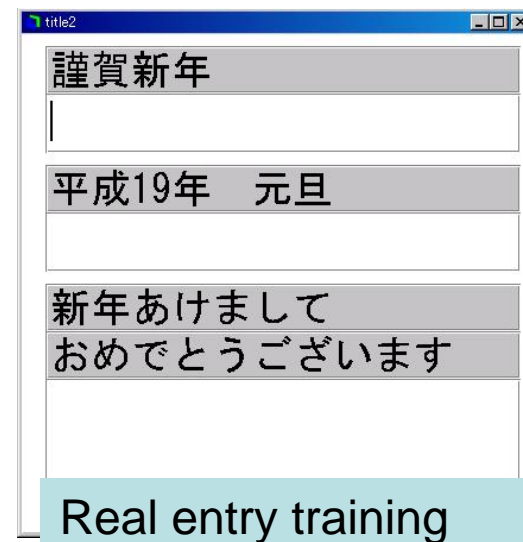 title2
謹賀新年
平成19年　元旦
新年あけまして
おめでとうございます
Real entry training